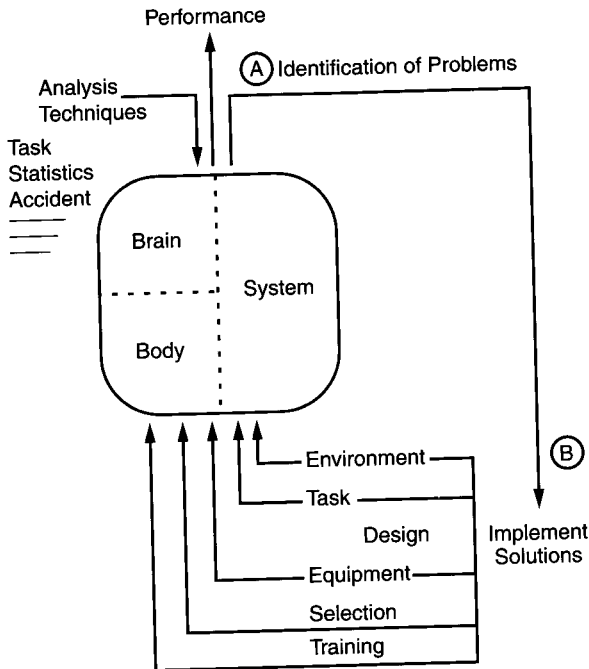 Performance
A Identification of Problems
Analysis
Techniques
Task
Statistics
Accident
Brain
System
Body
B
Environment
Task
Design
Implement
Solutions
Equipment
Selection
Training